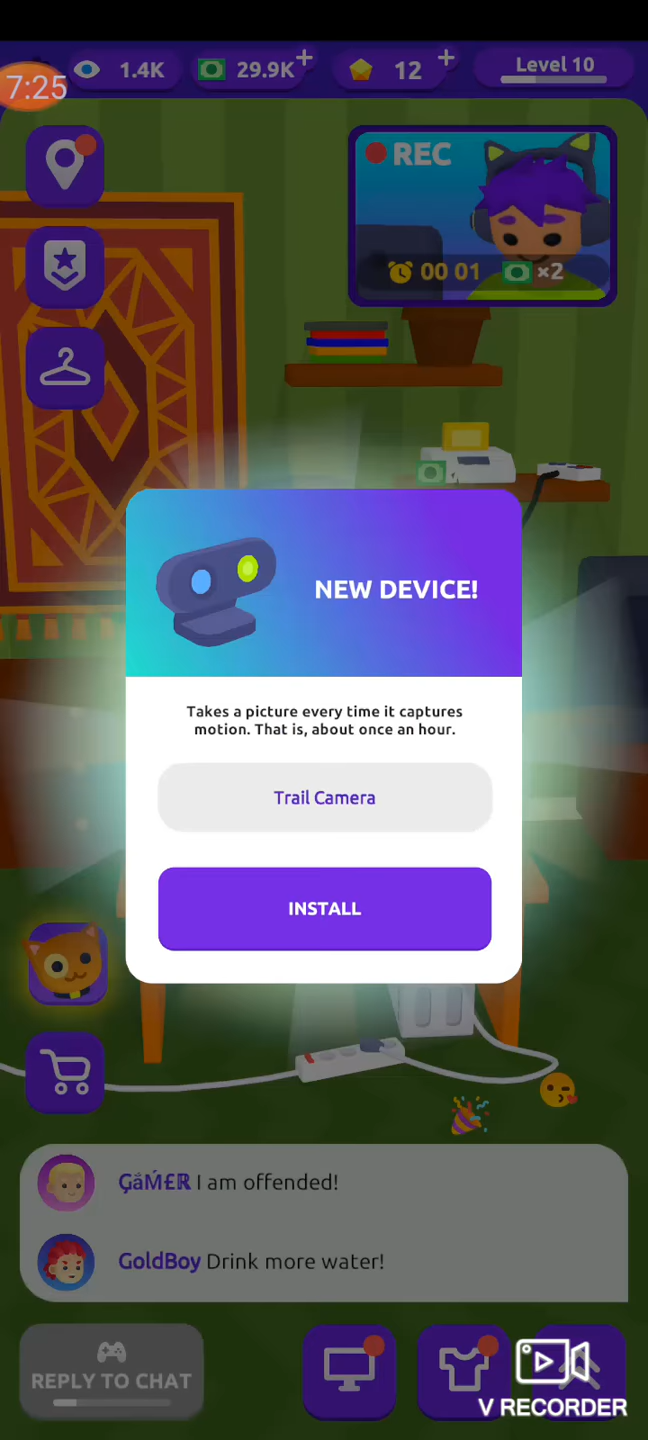 1.4K 29.9K+ 12 + Level 10
7:25
REC
00 01 ×2
NEW DEVICE!
Takes a picture every time it captures
motion. That is, about once an hour.
Trail Camera
INSTALL
ĢåḾ£ℝ I am offended!
GoldBoy Drink more water!
REPLY TO CHAT
V RECORDER